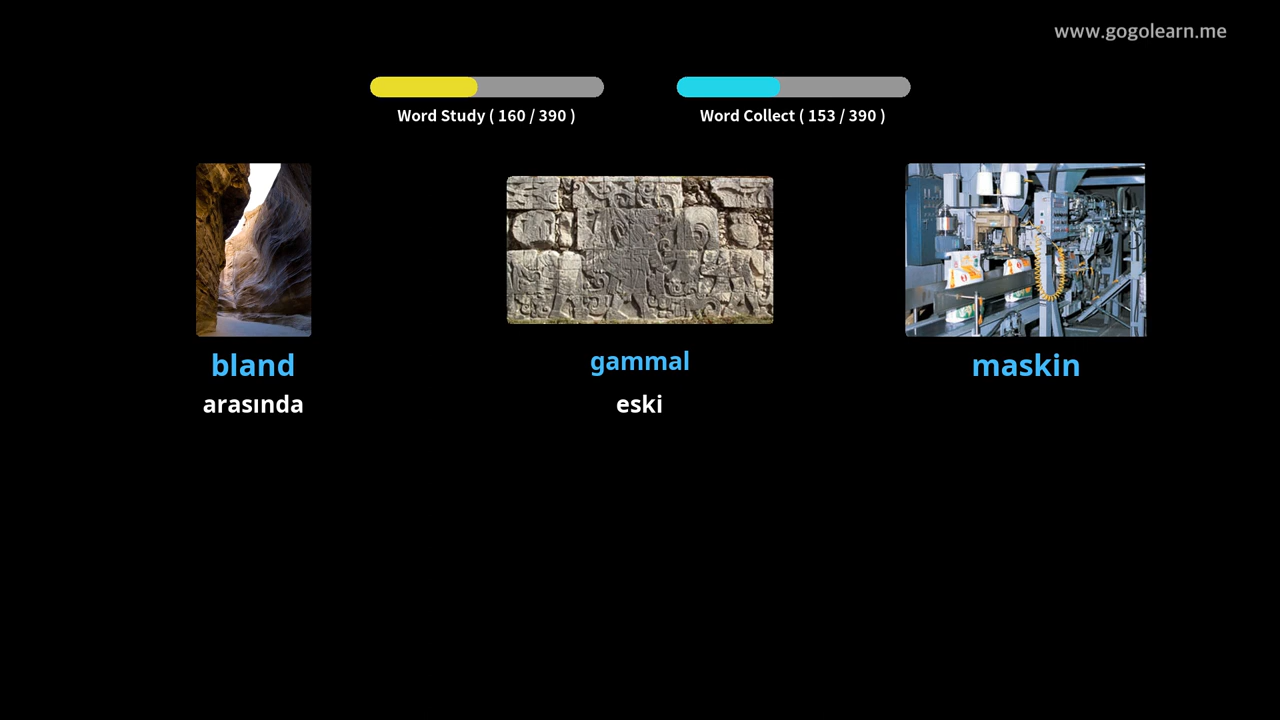 www.gogolearn.me
Word Study ( 160 / 390 )
Word Collect ( 153 / 390 )
bland
gammal
maskin
arasında
eski